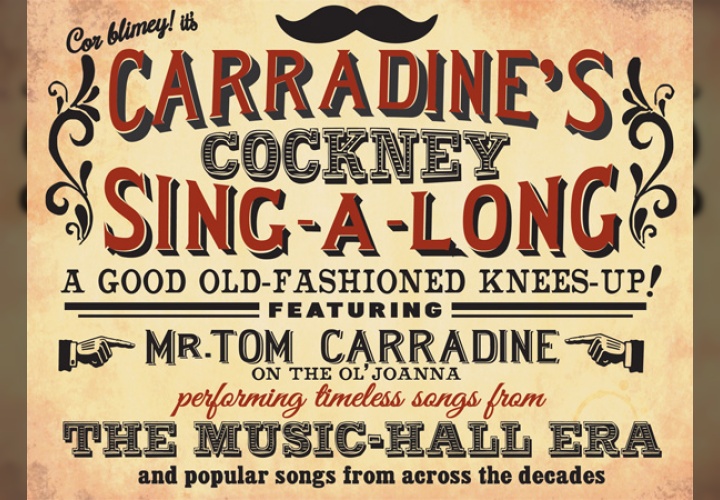 Cor blimey! it's
CARRADINE'S
COCKNEY
SING-A-LONG
A GOOD OLD-FASHIONED KNEES-UP!
FEATURING
MR. TOM CARRADINE
ON THE OL' JOANNA
performing timeless songs from
THE MUSIC-HALL ERA
and popular songs from across the decades